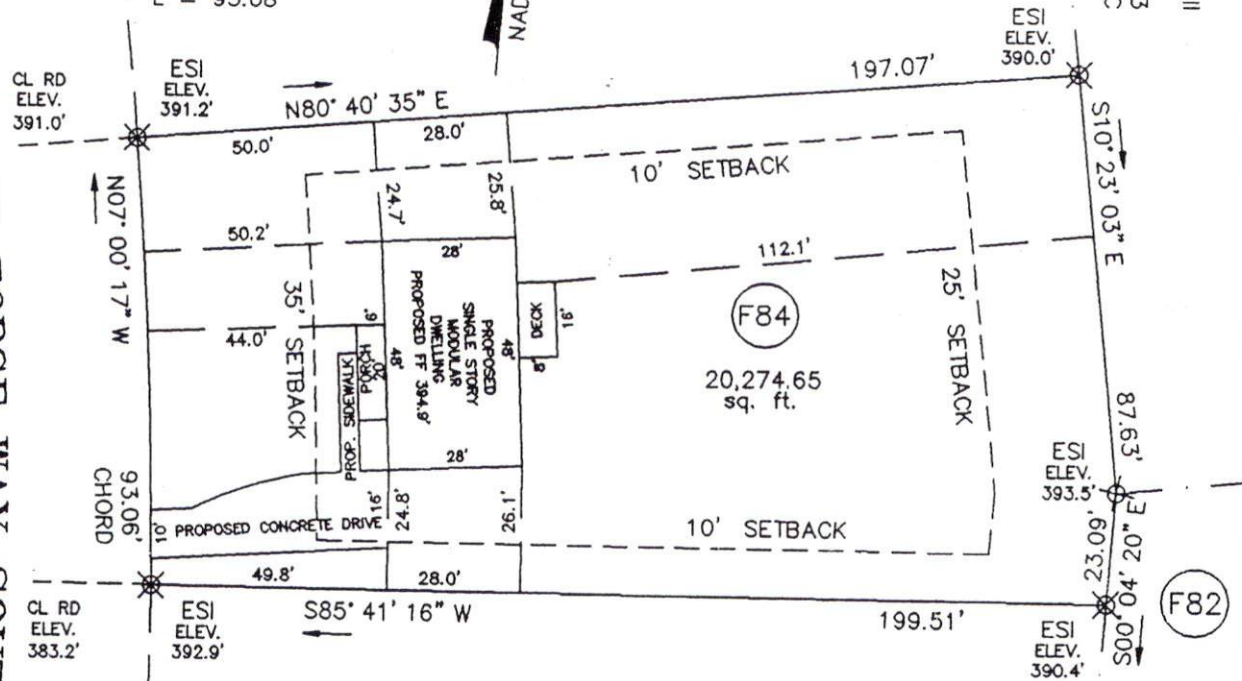 NAD
ESI
ELEV.
390.0'
CL RD
ELEV.
391.0'
ESI
ELEV.
391.2'
N80° 40' 35" E
197.07'
50.0'
28.0'
S10° 23' 03" E
87.63'
10' SETBACK
N07° 00' 17" W
24.7'
25.8'
50.2'
28'
112.1'
35' SETBACK
25' SETBACK
44.0'
6'
PORCH
20'
48'
PROP. SIDEWALK
PROPOSED
SINGLE STORY
MODULAR
DWELLING
PROPOSED FF 394.9'
48'
DECK
16'
8'
F84
20,274.65
sq. ft.
28'
93.06'
CHORD
10'
PROPOSED CONCRETE DRIVE
16'
24.8'
26.1'
10' SETBACK
ESI
ELEV.
393.5'
23.09'
S00° 04' 20" E
F82
49.8'
28.0'
CL RD
ELEV.
383.2'
ESI
ELEV.
392.9'
S85° 41' 16" W
199.51'
ESI
ELEV.
390.4'